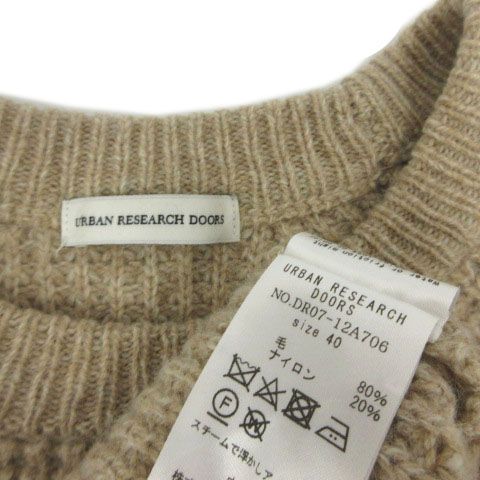 URBAN RESEARCH DOORS
URBAN RESEARCH
DOORS
NO.DR07-12A706
size 40
毛 80%
ナイロン 20%
スチームで浮かしア